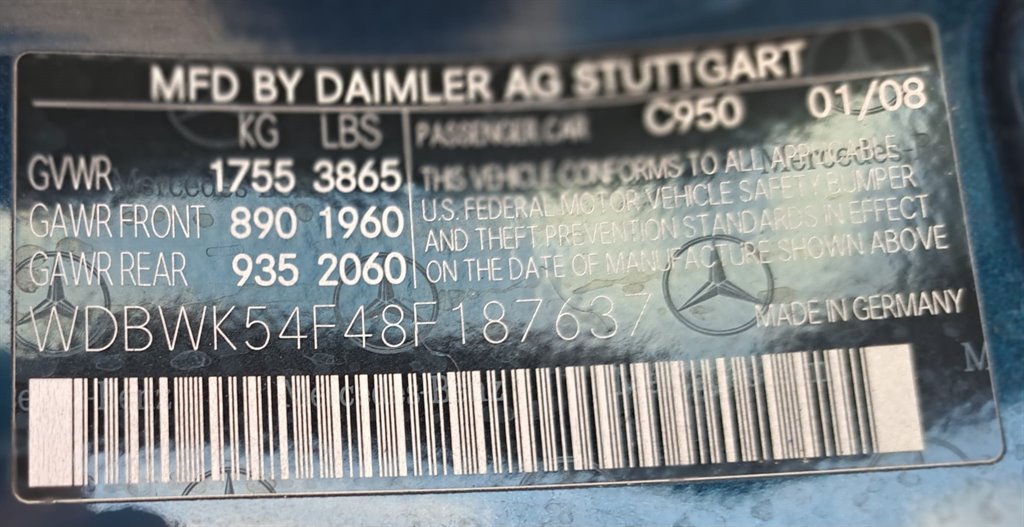 MFD BY DAIMLER AG STUTTGART
KG LBS
PASSENGER CAR C950 01/08
GVWR 1755 3865
GAWR FRONT 890 1960
GAWR REAR 935 2060
THIS VEHICLE CONFORMS TO ALL APPLICABLE
U.S. FEDERAL MOTOR VEHICLE SAFETY BUMPER
AND THEFT PREVENTION STANDARDS IN EFFECT
ON THE DATE OF MANUFACTURE SHOWN ABOVE
WDBWK54F48F187637
MADE IN GERMANY
Mercedes-Benz